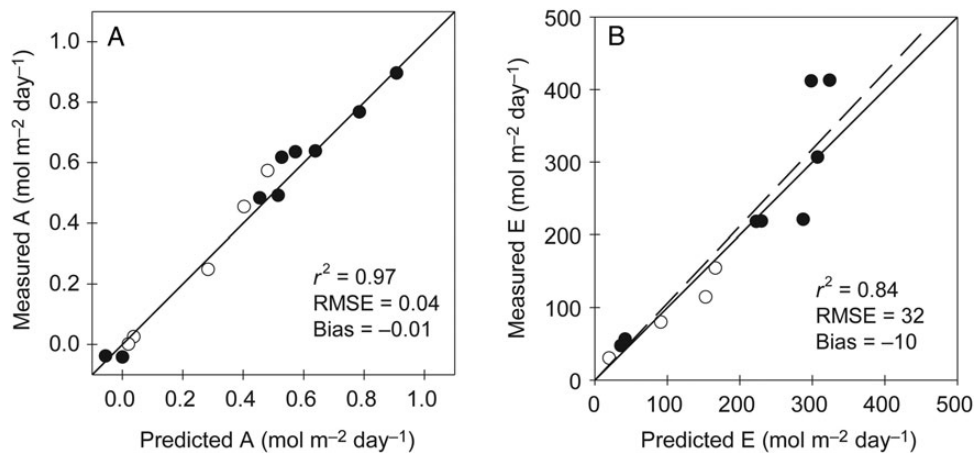 A
Measured A (mol m⁻² day⁻¹)
1.0
0.8
0.6
0.4
0.2
0.0
r² = 0.97
RMSE = 0.04
Bias = –0.01
0.0 0.2 0.4 0.6 0.8 1.0
Predicted A (mol m⁻² day⁻¹)
B
Measured E (mol m⁻² day⁻¹)
500
400
300
200
100
0
r² = 0.84
RMSE = 32
Bias = –10
0 100 200 300 400 500
Predicted E (mol m⁻² day⁻¹)